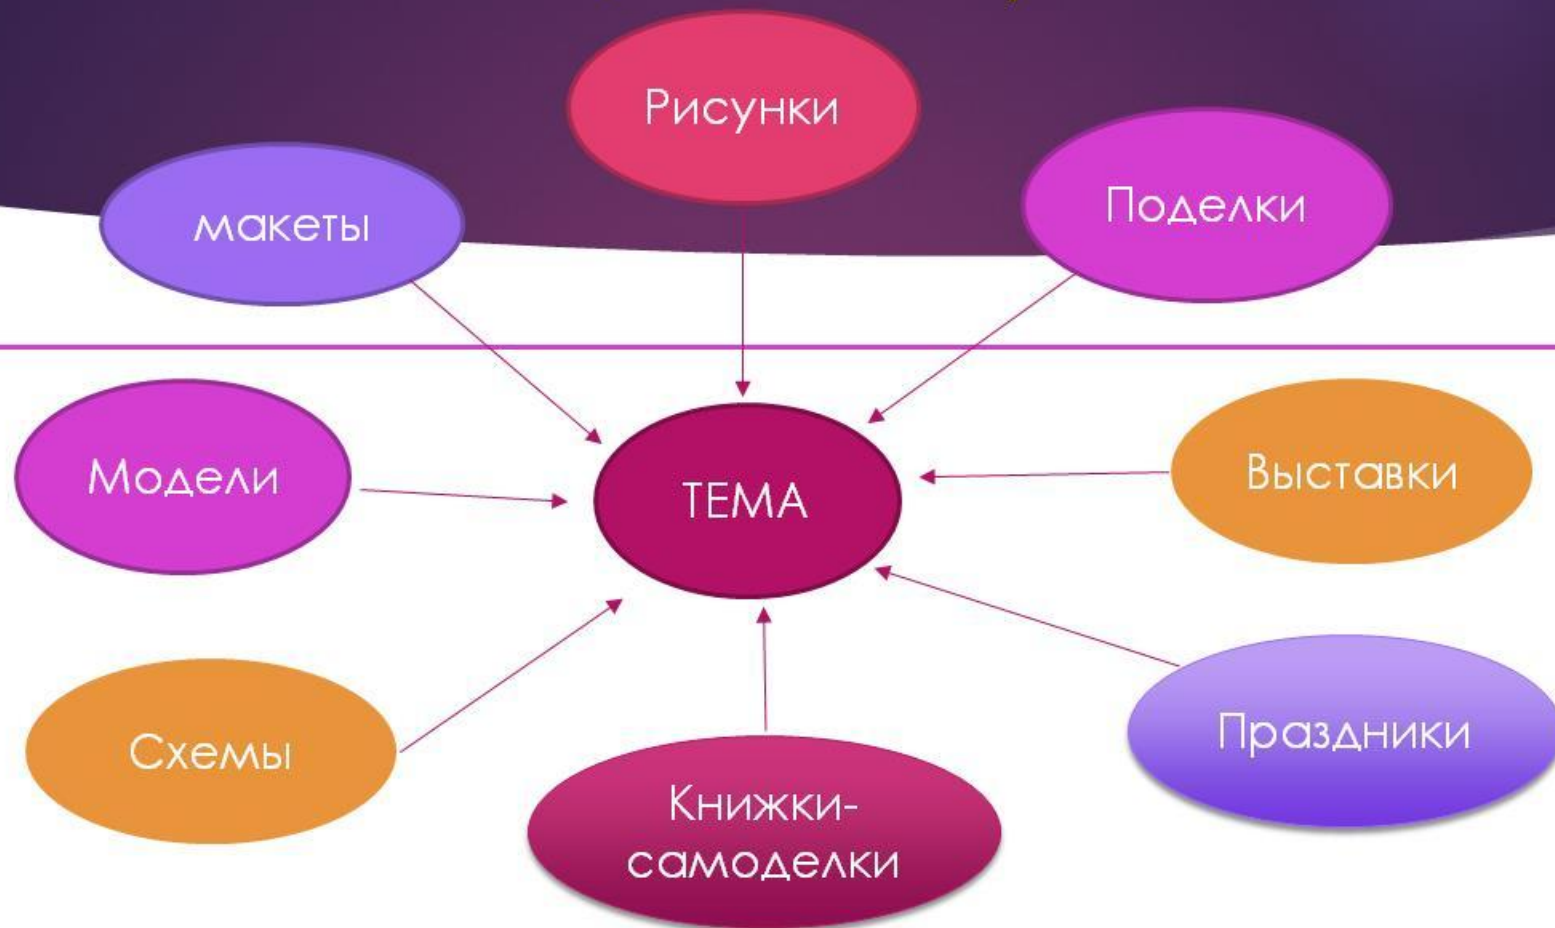 Рисунки
Поделки
макеты
Модели
ТЕМА
Выставки
Схемы
Праздники
Книжки-
самоделки